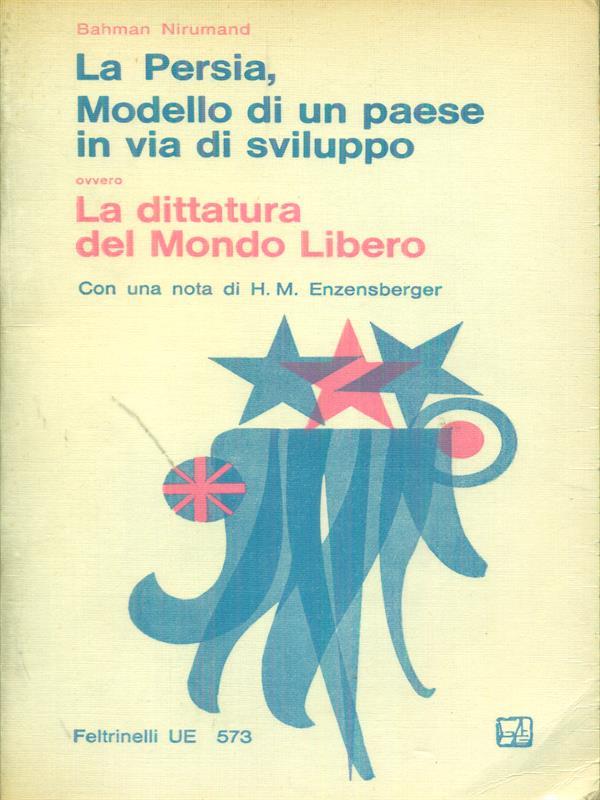 Bahman Nirumand
La Persia,
Modello di un paese
in via di sviluppo
ovvero
La dittatura
del Mondo Libero
Con una nota di H. M. Enzensberger
Feltrinelli UE 573